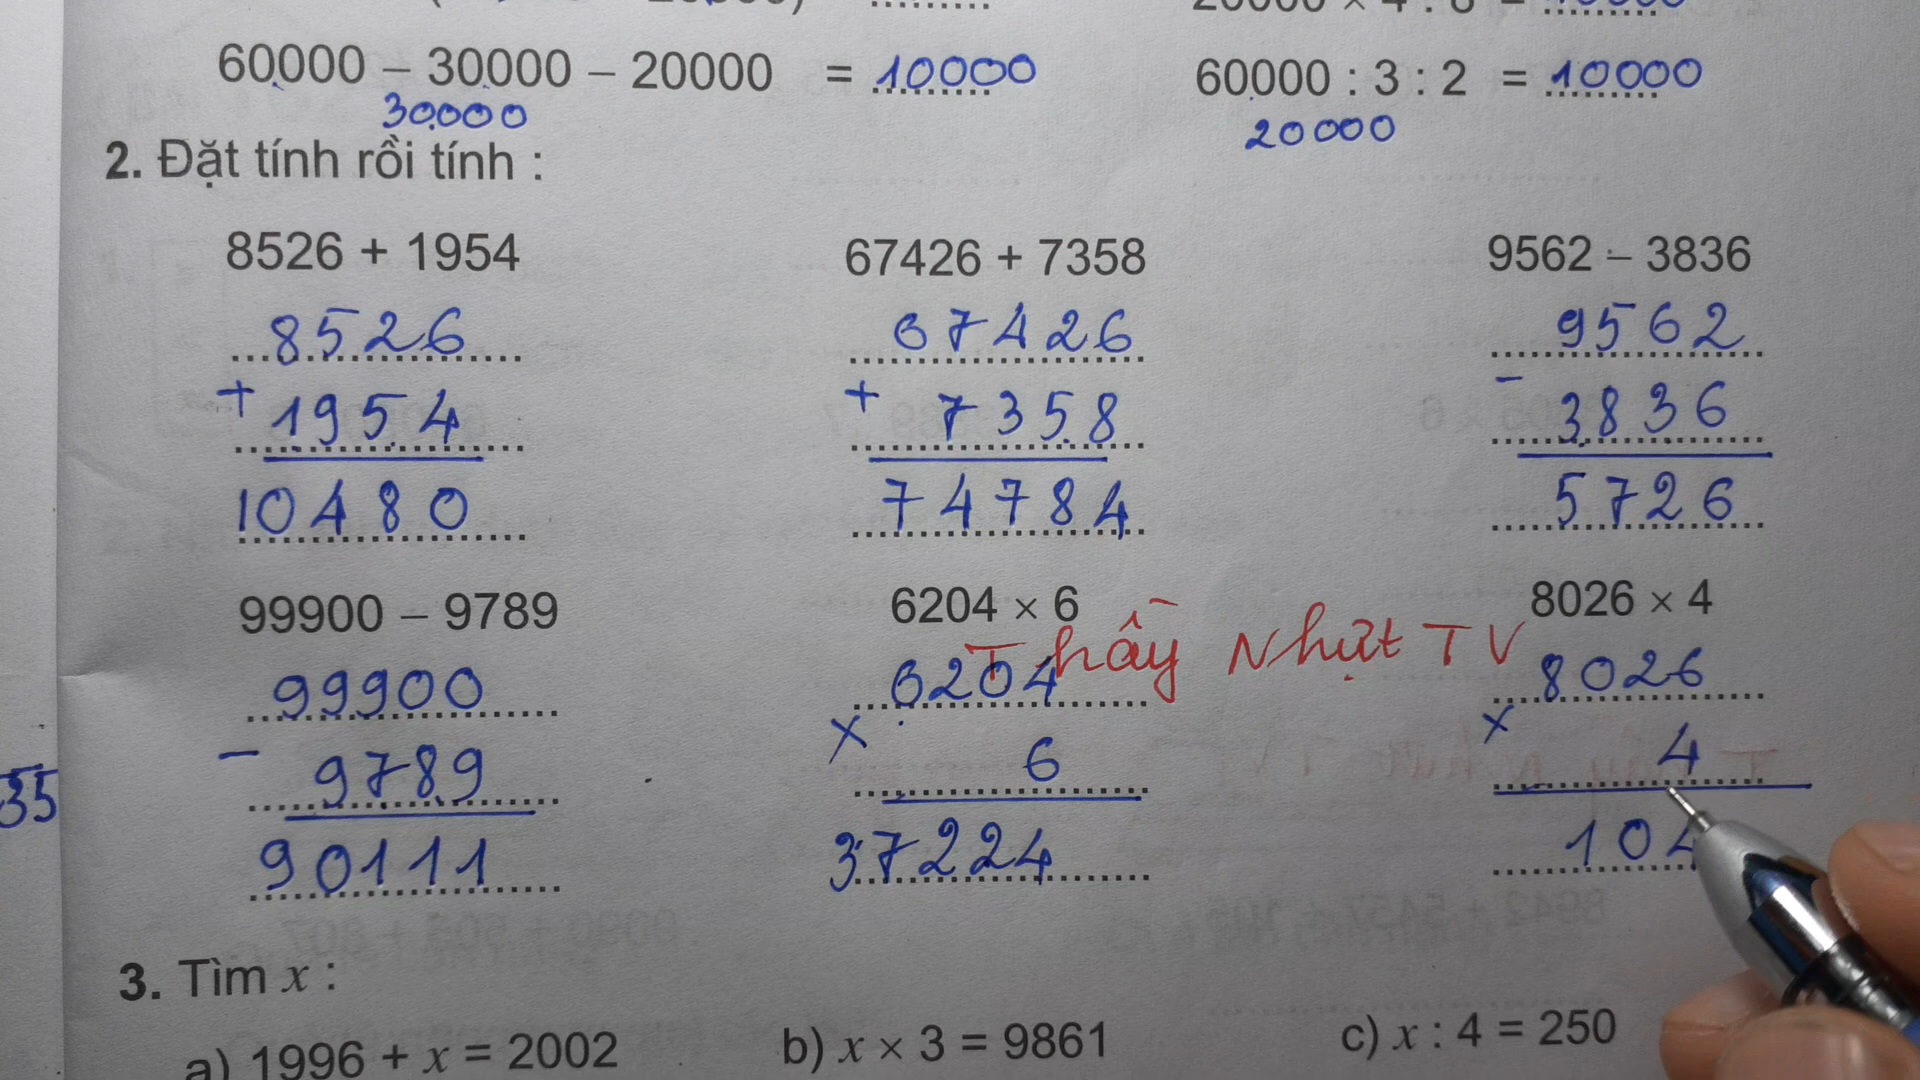 60000 – 30000 – 20000 = 10000
30000
60000 : 3 : 2 = 10000
20000
2. Đặt tính rồi tính :
8526 + 1954
8526
+ 1954
10480
67426 + 7358
67426
+ 7358
74784
9562 – 3836
9562
- 3836
5726
99900 – 9789
99900
- 9789
90111
6204 × 6
6204
× 6
37224
8026 × 4
8026
× 4
104
Thầy Nhựt TV
35
3. Tìm x :
a) 1996 + x = 2002
b) x × 3 = 9861
c) x : 4 = 250